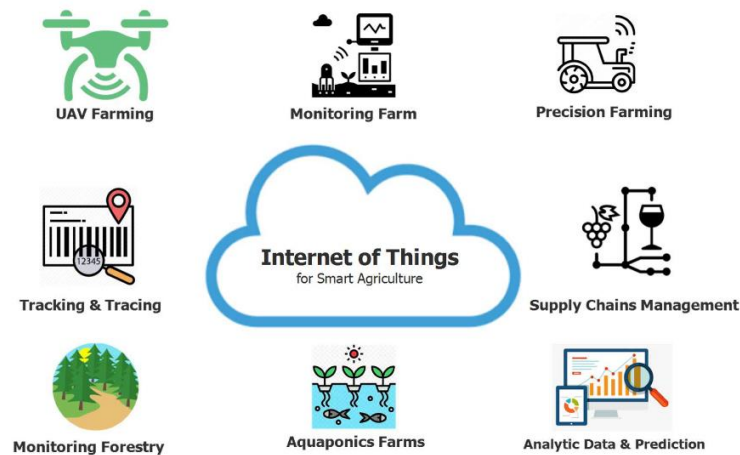 UAV Farming
Monitoring Farm
Precision Farming
Internet of Things
for Smart Agriculture
12345
Tracking & Tracing
Supply Chains Management
Monitoring Forestry
Aquaponics Farms
Analytic Data & Prediction